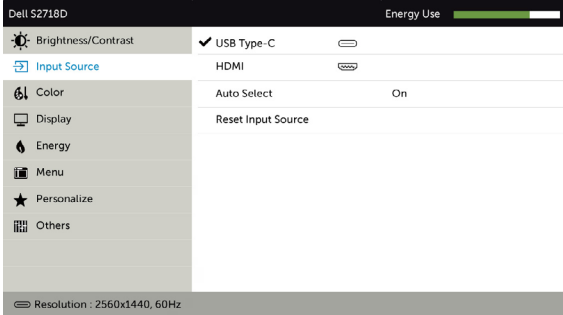 Dell S2718D Energy Use
Brightness/Contrast
USB Type-C
Input Source
HDMI
Color
Auto Select On
Display
Reset Input Source
Energy
Menu
Personalize
Others
Resolution : 2560x1440, 60Hz